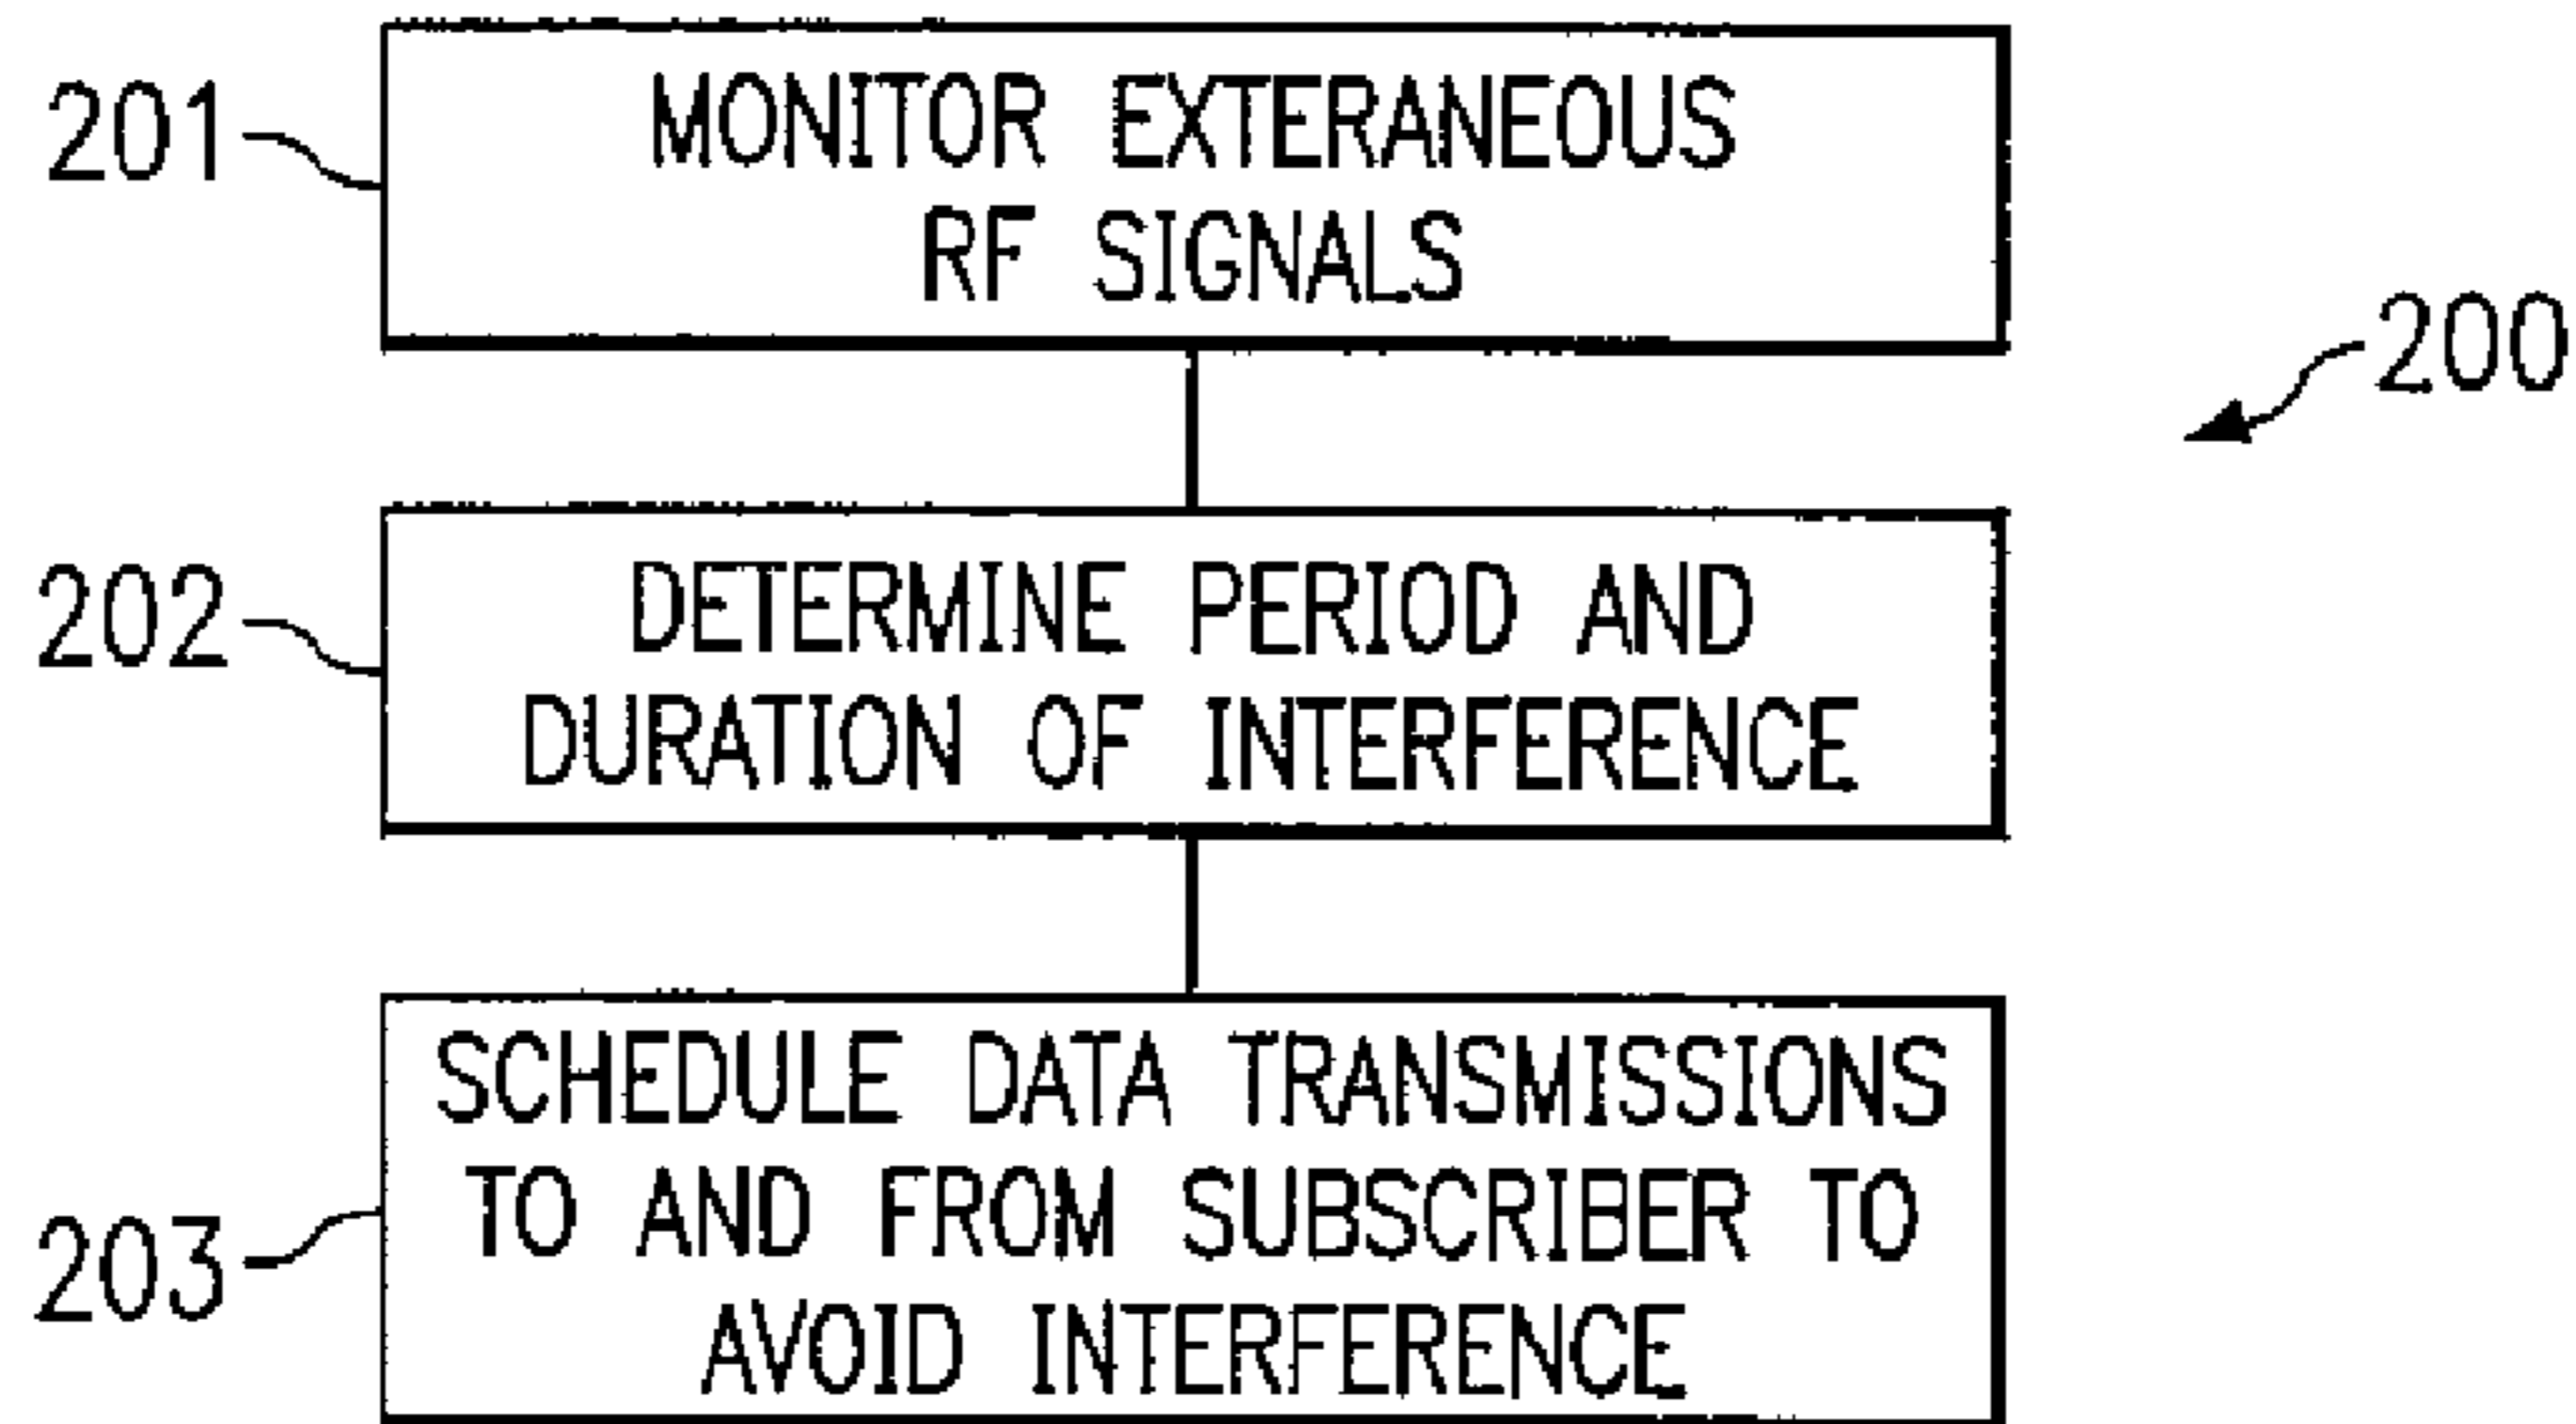 201
MONITOR EXTERANEOUS
RF SIGNALS
200
202
DETERMINE PERIOD AND
DURATION OF INTERFERENCE
203
SCHEDULE DATA TRANSMISSIONS
TO AND FROM SUBSCRIBER TO
AVOID INTERFERENCE